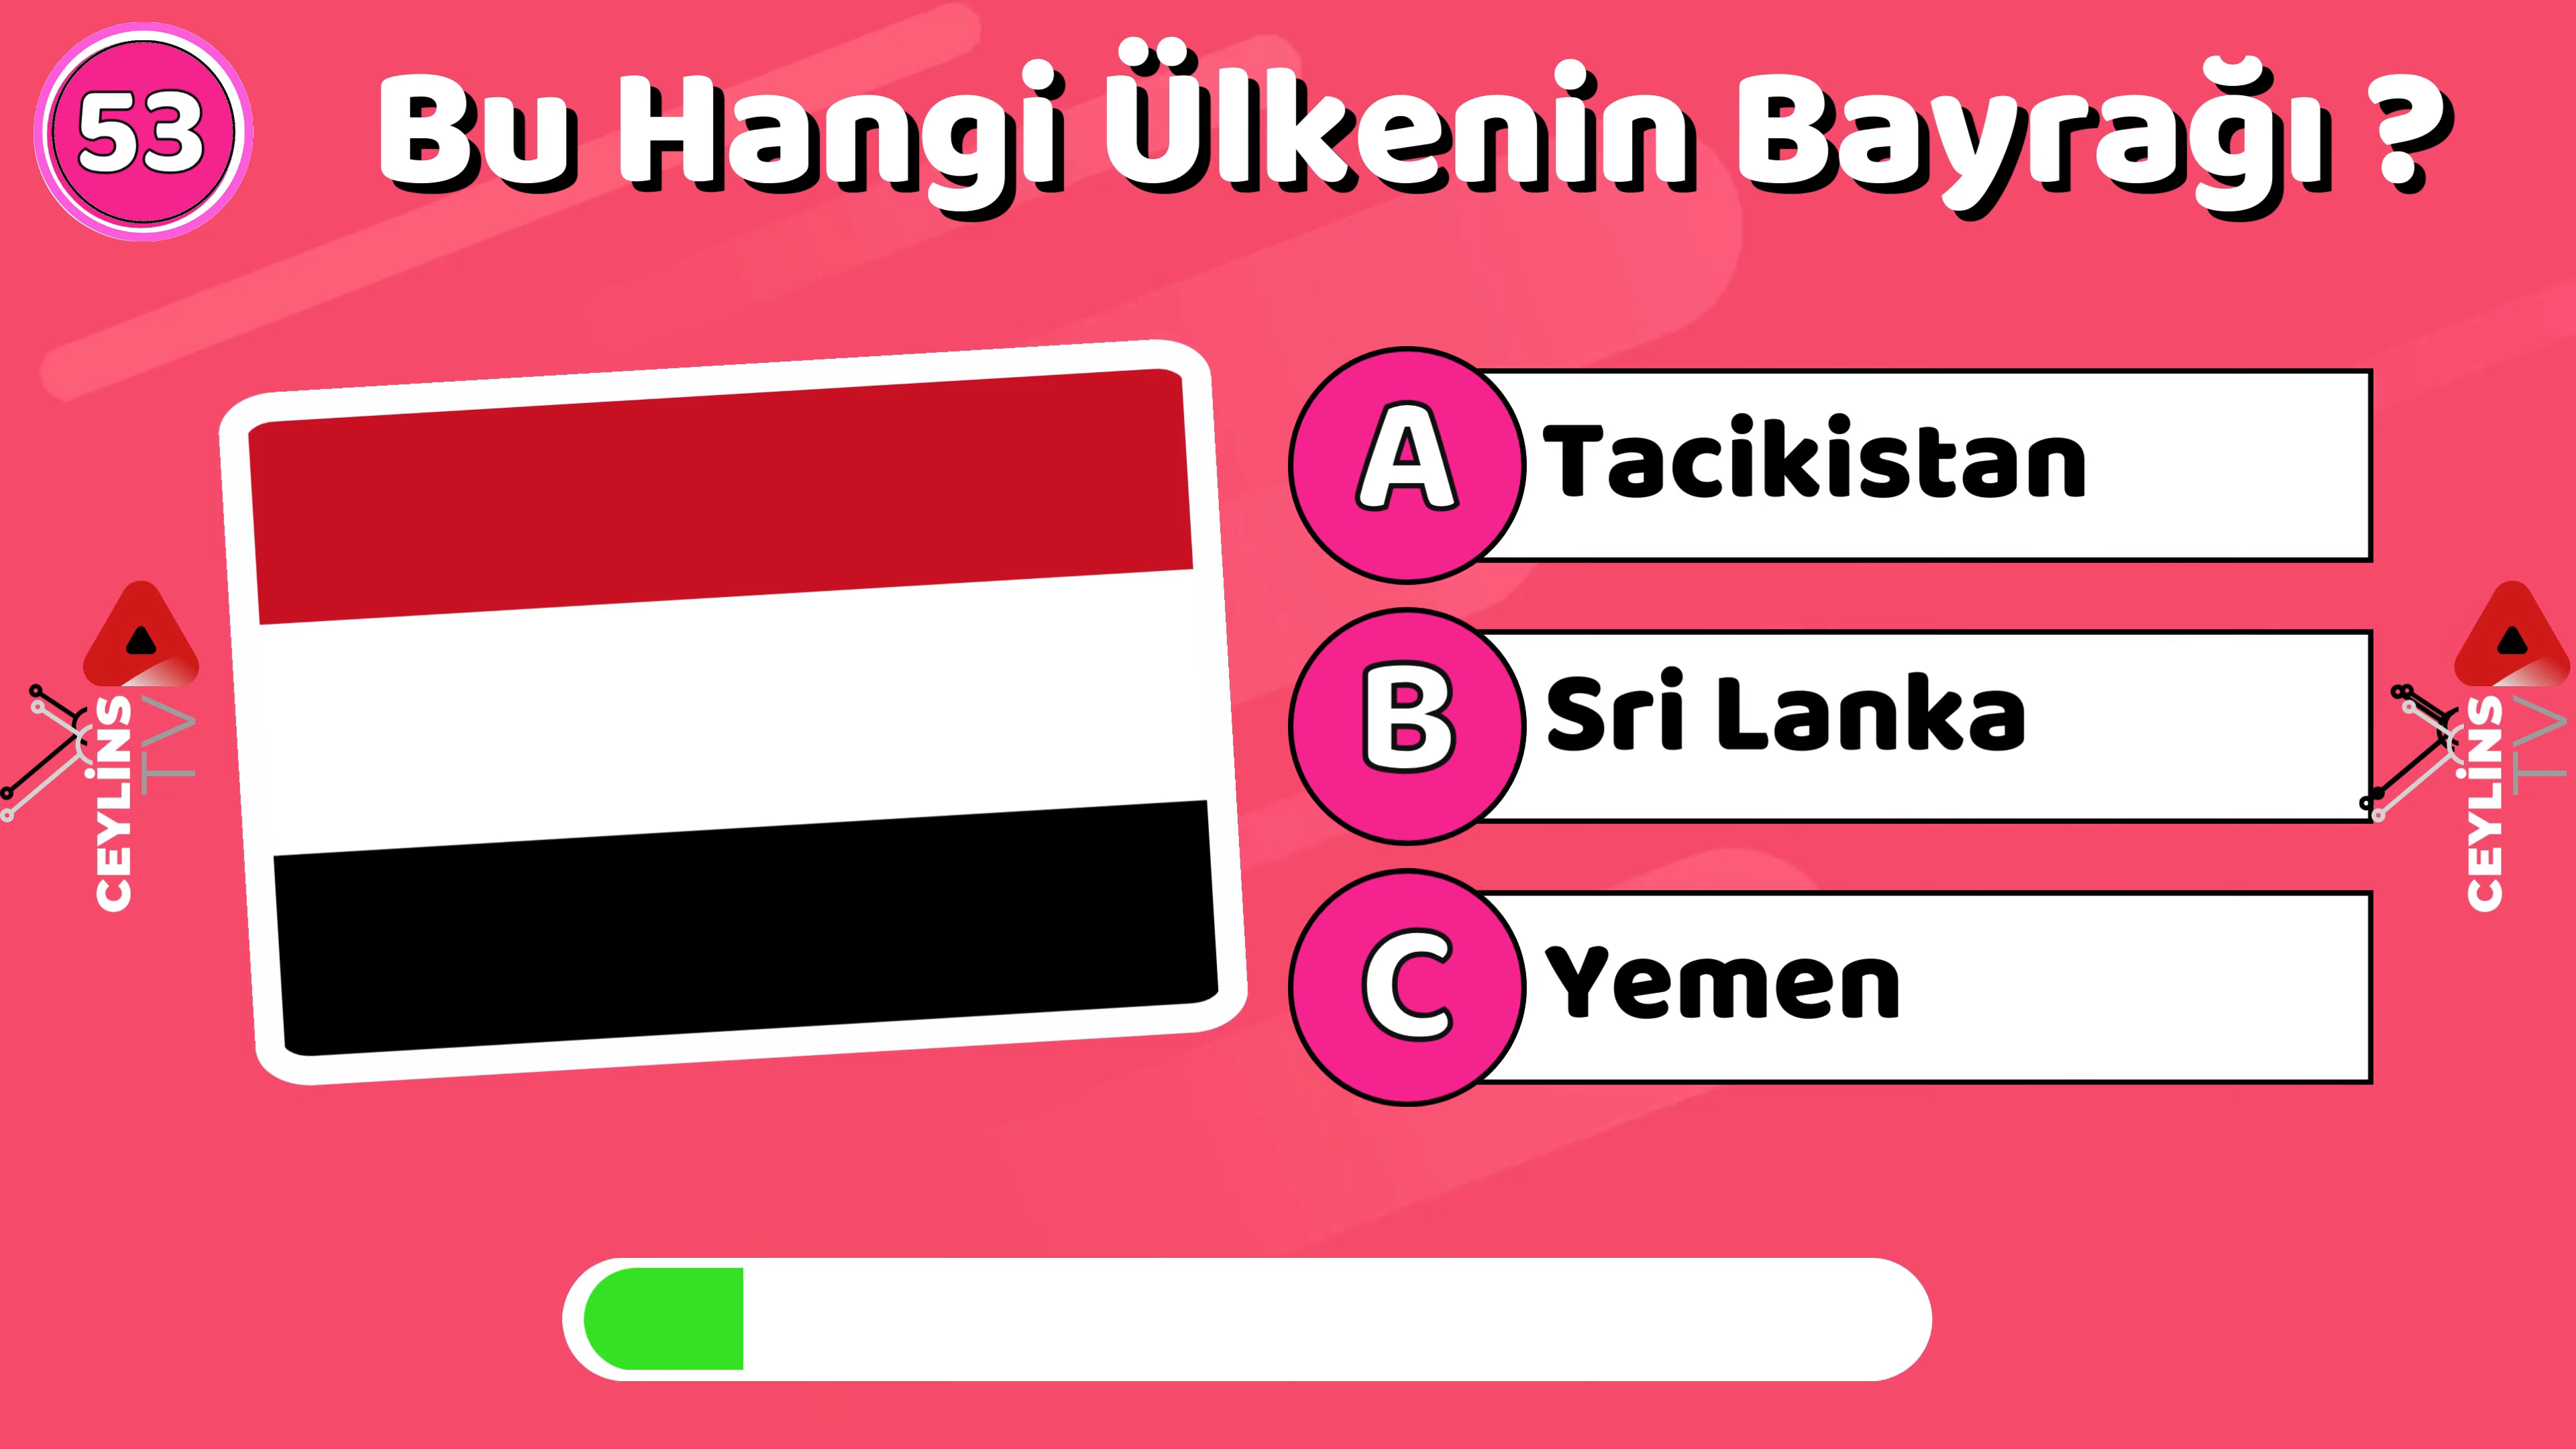 53
Bu Hangi Ülkenin Bayrağı ?
A
Tacikistan
B
Sri Lanka
C
Yemen
CEYLİNS
TV
CEYLİNS
TV